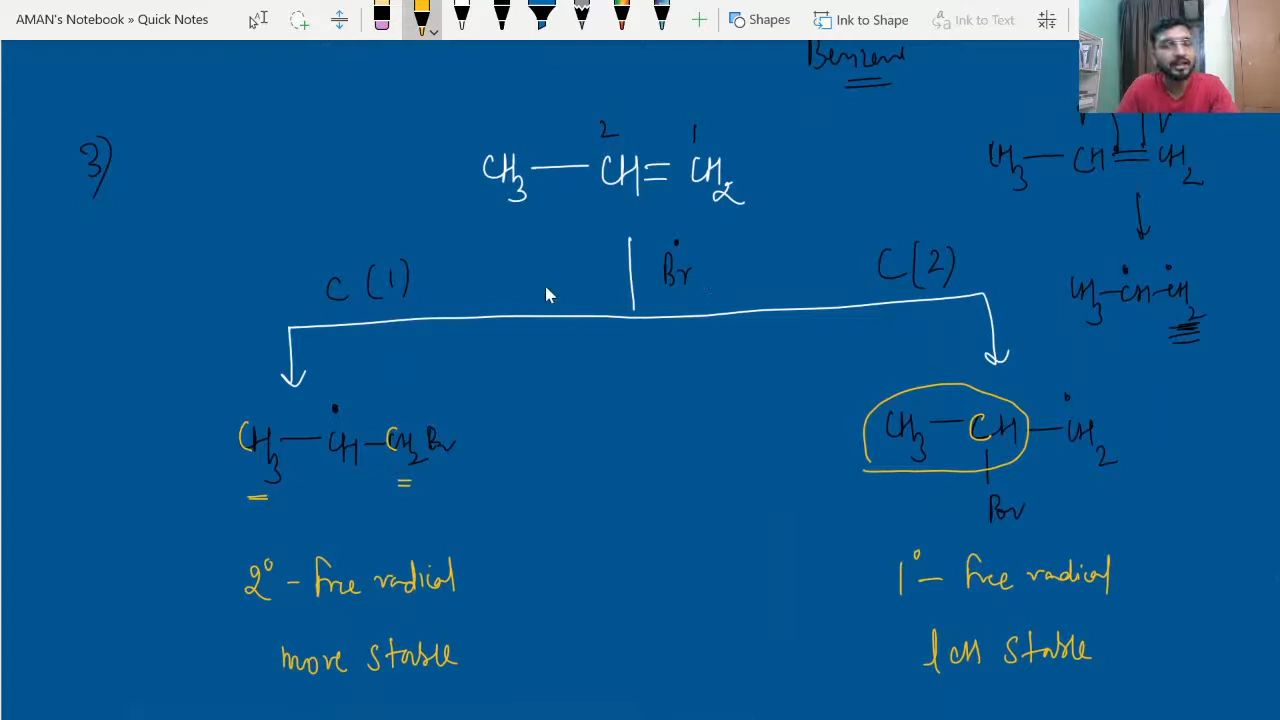 AMAN's Notebook » Quick Notes
Shapes
Ink to Shape
Ink to Text
Benzene
3)
2 1
CH3 — CH = CH2
CH3 — CH = CH2
C (1)
Br
C (2)
CH3 — CH — CH2
CH3 — CH — CH2 Br
CH3 — CH — CH2
Br
2° - free radical
1° - free radical
more stable
less stable